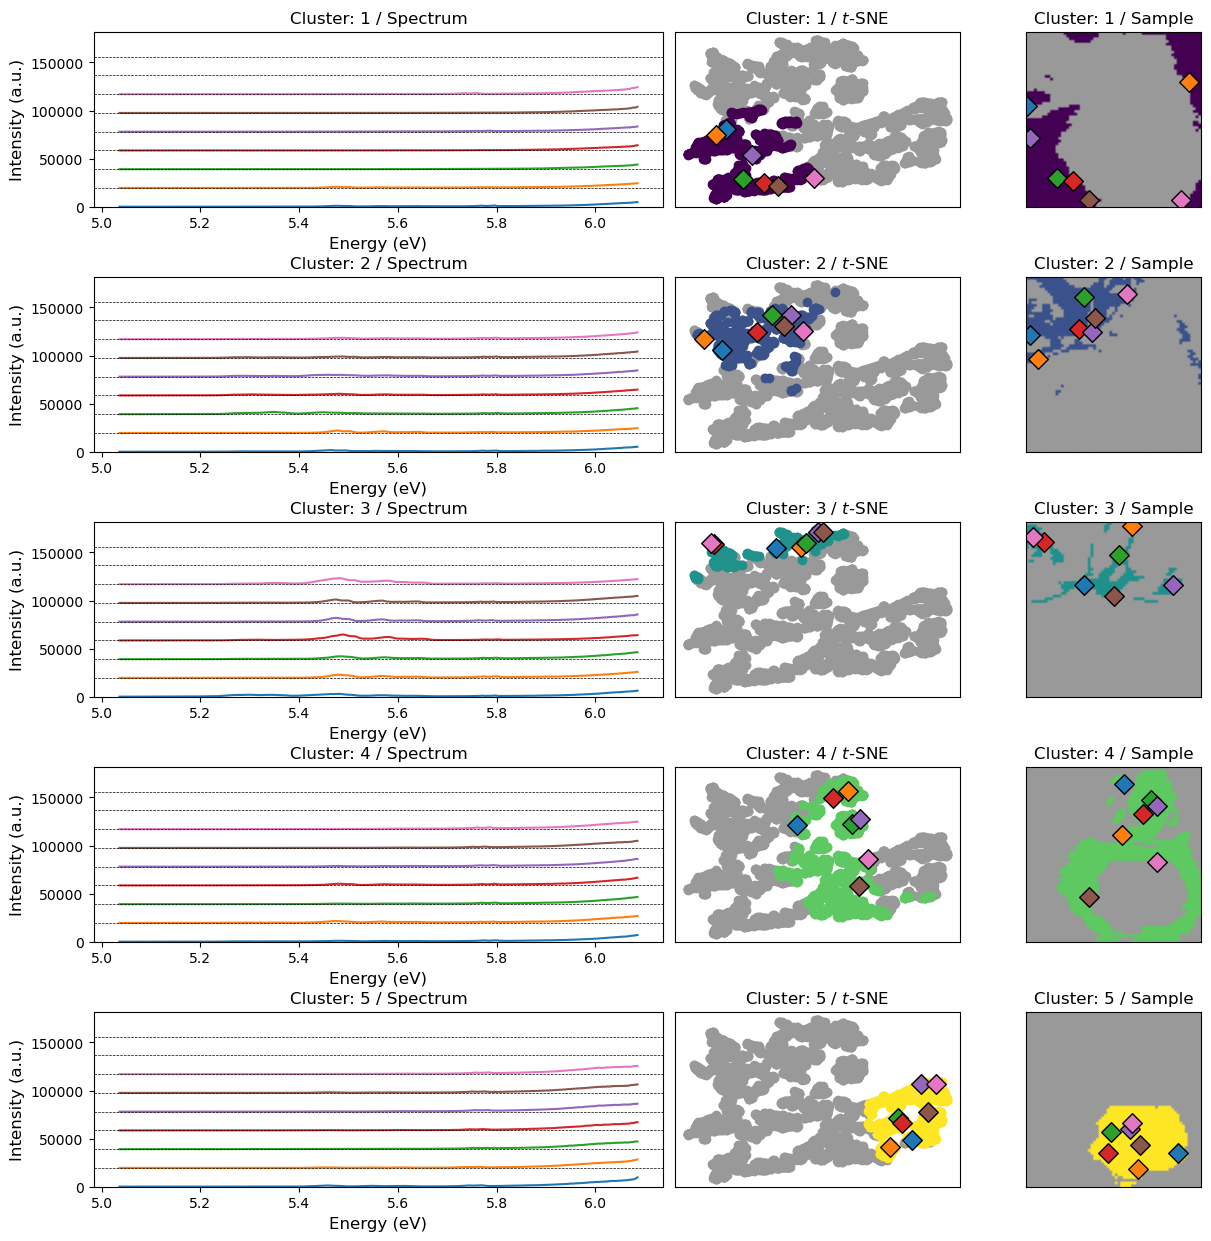 Cluster: 1 / Spectrum
Cluster: 1 / t-SNE
Cluster: 1 / Sample
Intensity (a.u.)
150000
100000
50000
0
5.0 5.2 5.4 5.6 5.8 6.0
Energy (eV)
Cluster: 2 / Spectrum
Cluster: 2 / t-SNE
Cluster: 2 / Sample
Intensity (a.u.)
150000
100000
50000
0
5.0 5.2 5.4 5.6 5.8 6.0
Energy (eV)
Cluster: 3 / Spectrum
Cluster: 3 / t-SNE
Cluster: 3 / Sample
Intensity (a.u.)
150000
100000
50000
0
5.0 5.2 5.4 5.6 5.8 6.0
Energy (eV)
Cluster: 4 / Spectrum
Cluster: 4 / t-SNE
Cluster: 4 / Sample
Intensity (a.u.)
150000
100000
50000
0
5.0 5.2 5.4 5.6 5.8 6.0
Energy (eV)
Cluster: 5 / Spectrum
Cluster: 5 / t-SNE
Cluster: 5 / Sample
Intensity (a.u.)
150000
100000
50000
0
5.0 5.2 5.4 5.6 5.8 6.0
Energy (eV)